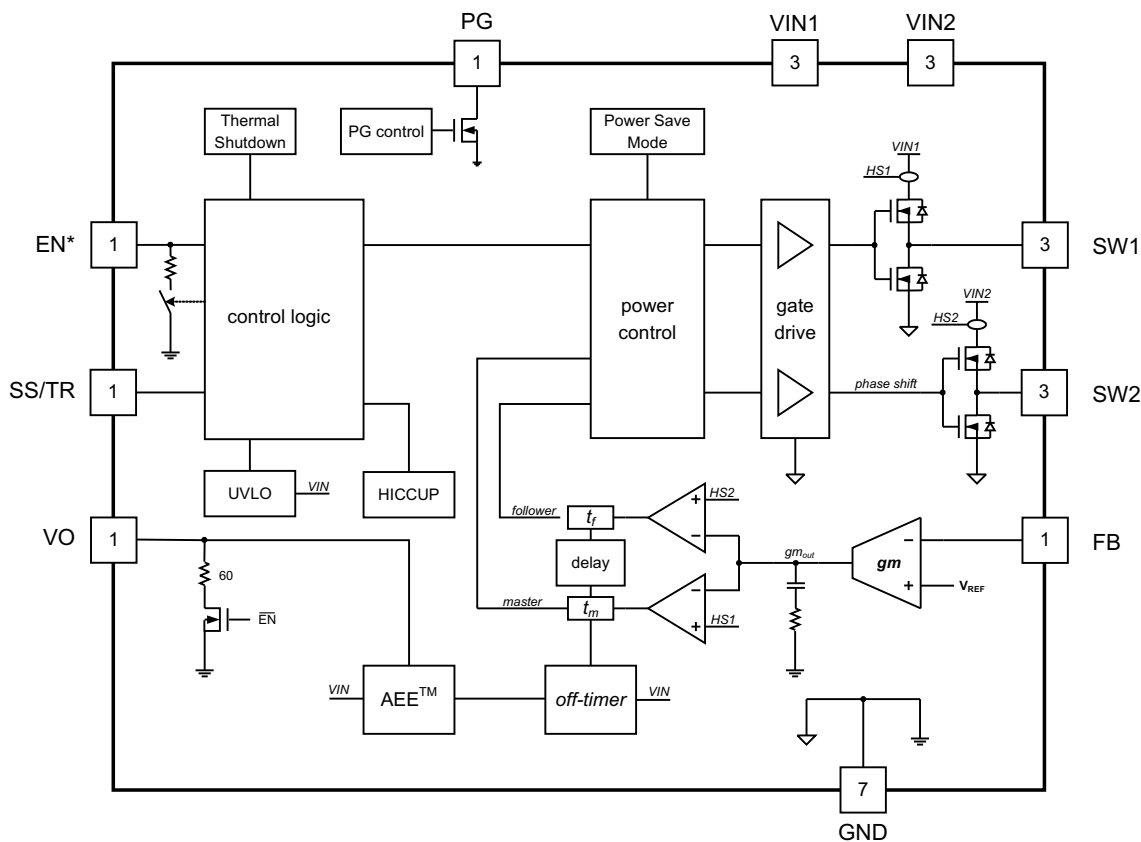 PG
VIN1
VIN2
1
3
3
Thermal
Shutdown
PG control
Power Save
Mode
VIN1
HS1
EN*
1
3
SW1
control logic
power
control
gate
drive
VIN2
HS2
SS/TR
1
phase shift
3
SW2
UVLO
VIN
HICCUP
HS2
+
follower
tf
VO
1
−
−
1
FB
delay
gmout
gm
60
+
VREF
−
master
tm
EN
+
HS1
VIN
AEE™
off-timer
VIN
7
GND